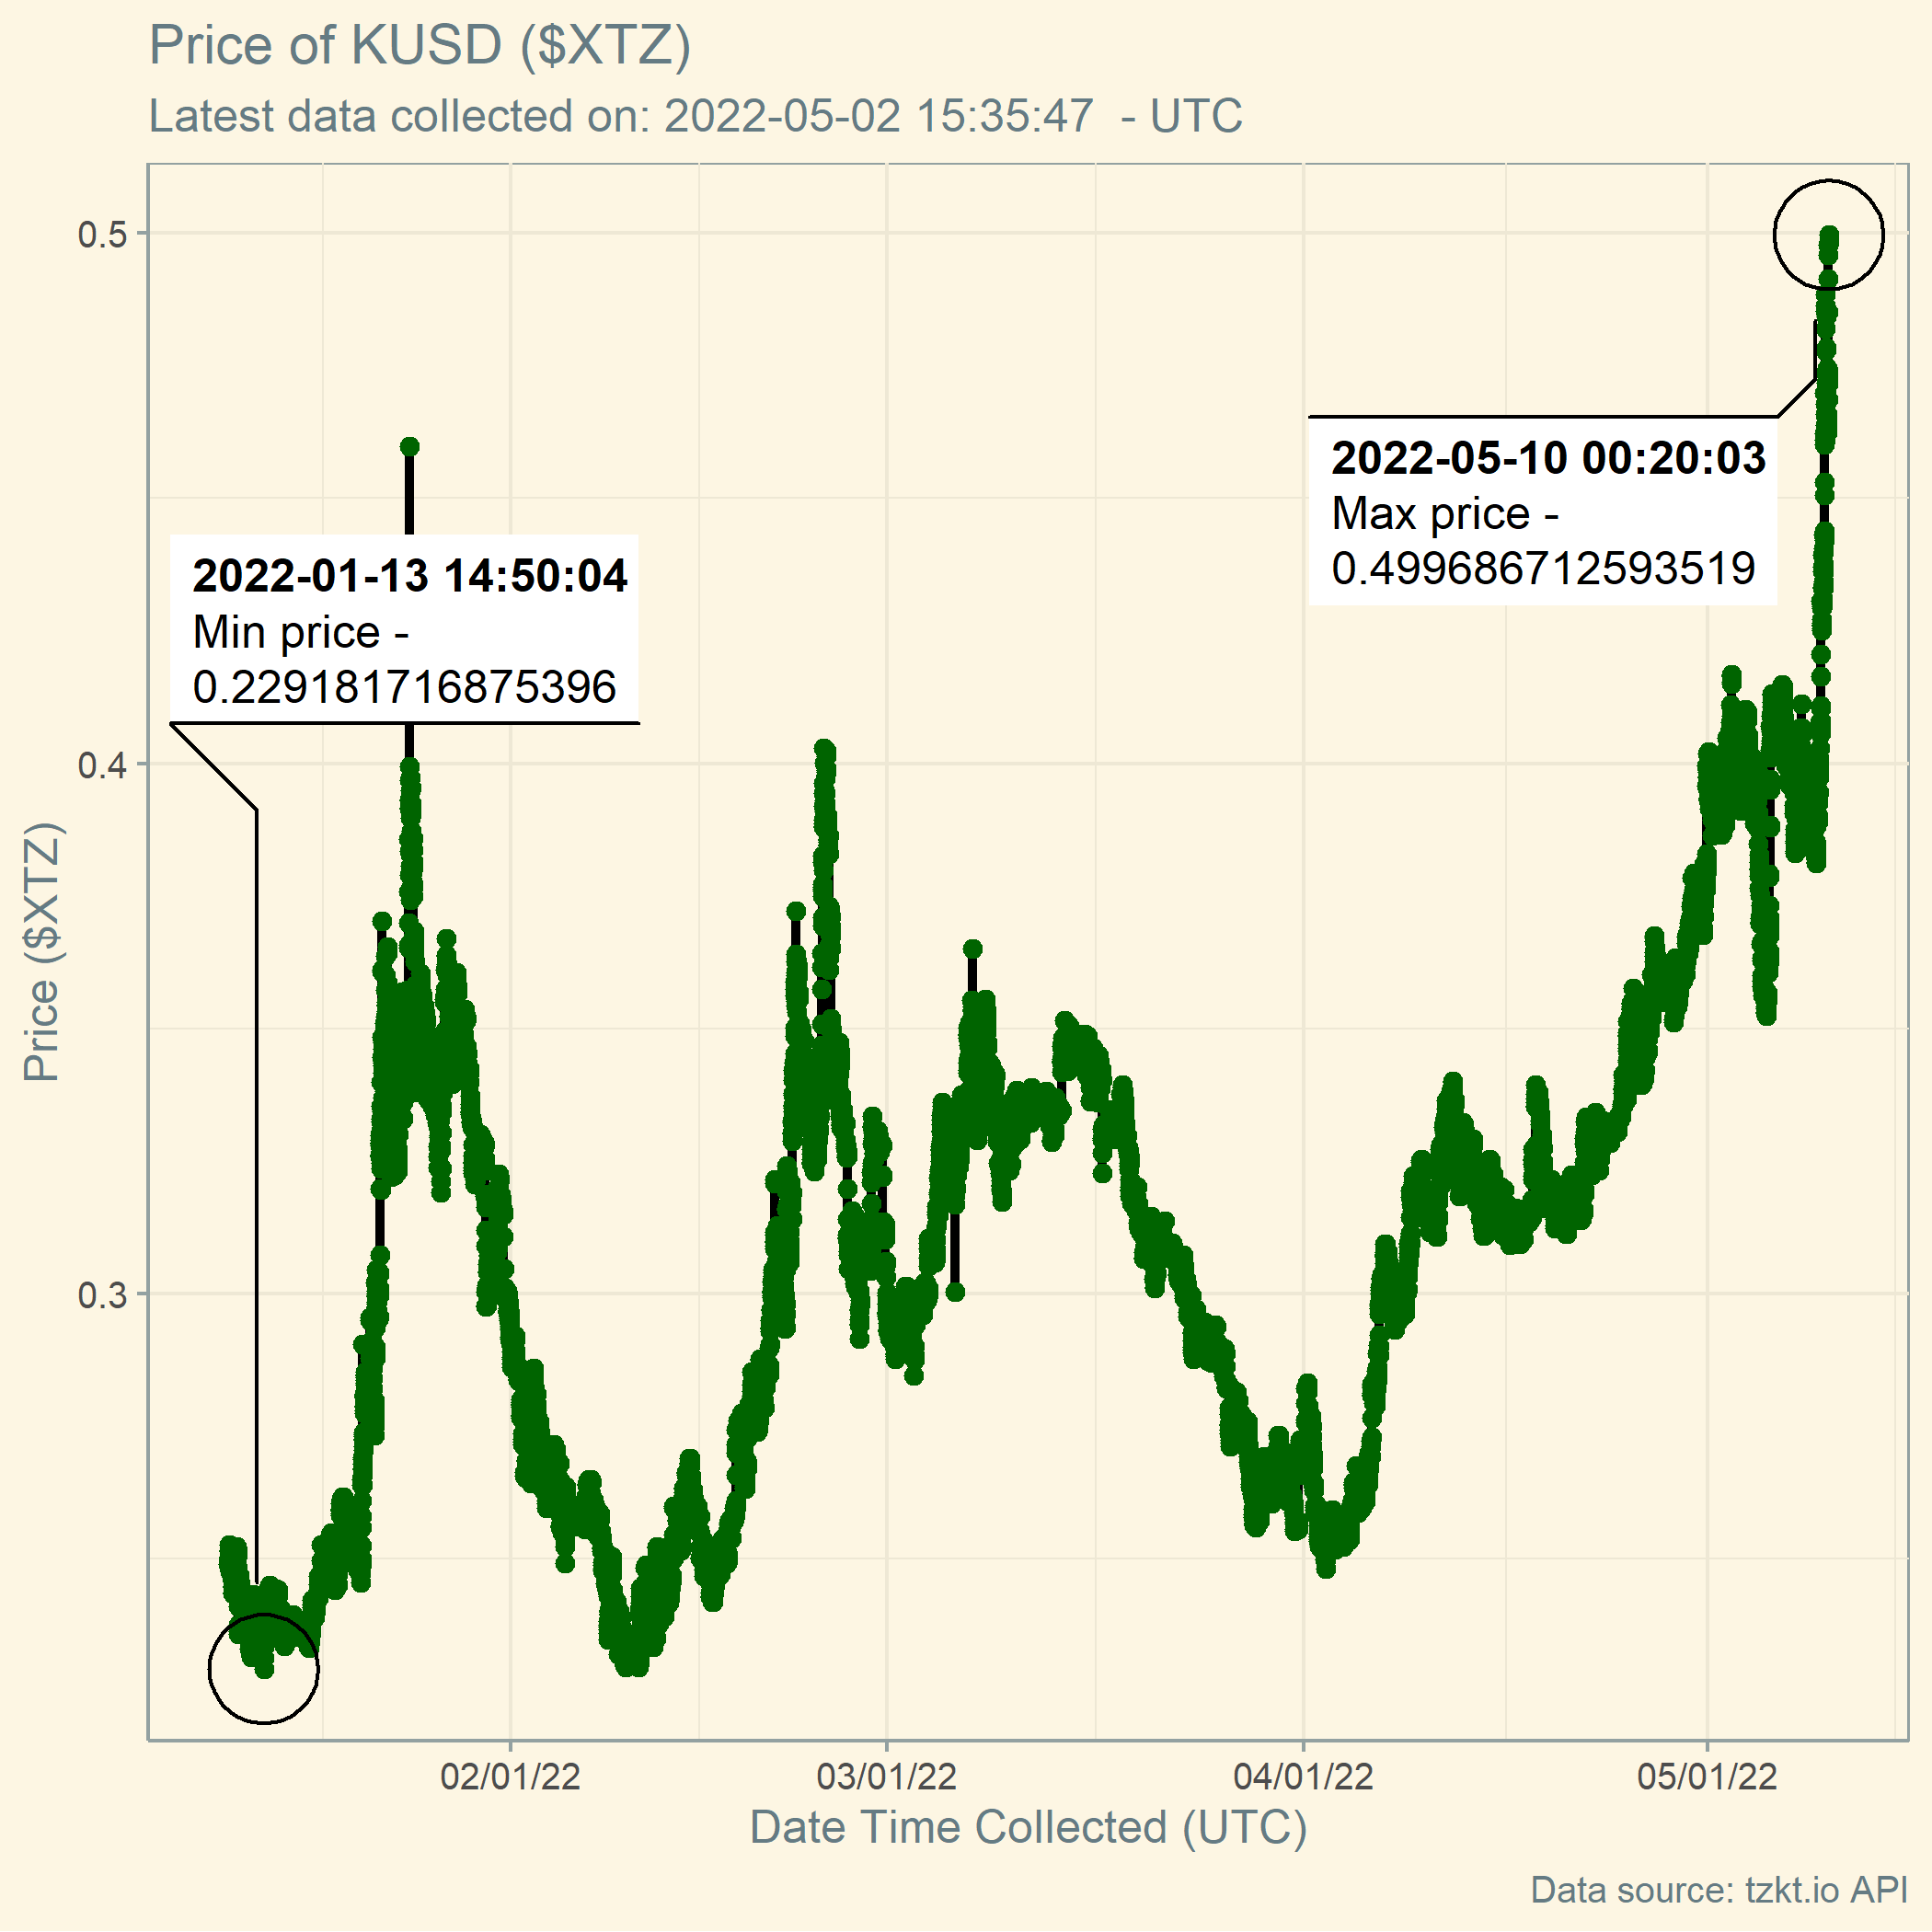 Price of KUSD ($XTZ)
Latest data collected on: 2022-05-02 15:35:47  - UTC
0.5
0.4
0.3
Price ($XTZ)
2022-01-13 14:50:04
Min price -
0.229181716875396
2022-05-10 00:20:03
Max price -
0.499686712593519
02/01/22
03/01/22
04/01/22
05/01/22
Date Time Collected (UTC)
Data source: tzkt.io API